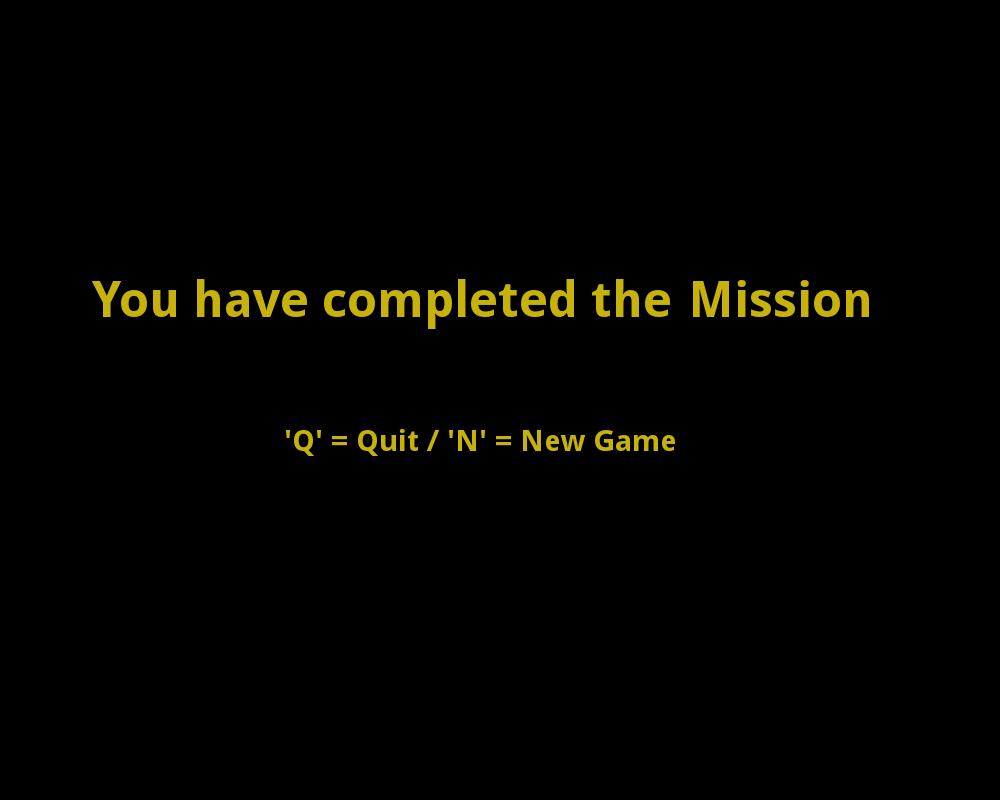 You have completed the Mission
'Q' = Quit / 'N' = New Game